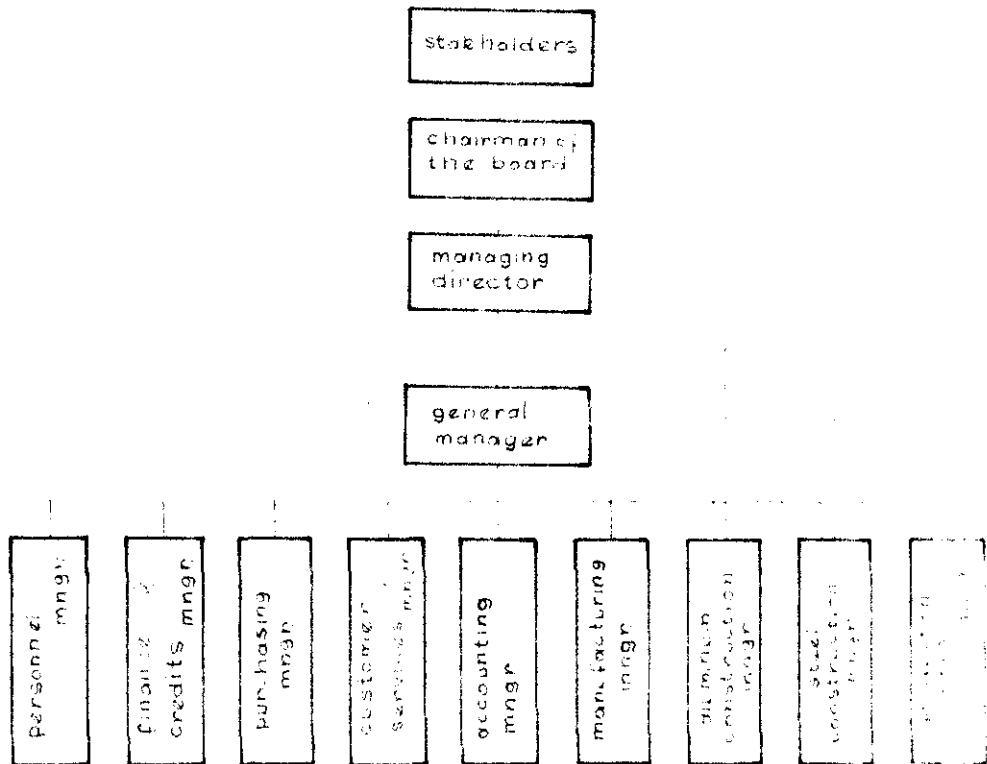 stakholders
chairman of
the board
managing
director
general
manager
personnel
mngr
finance &
credits mngr
purchasing
mngr
customer
services mngr
accounting
mngr
manufacturing
mngr
construction
mngr
steel
construction
mngr